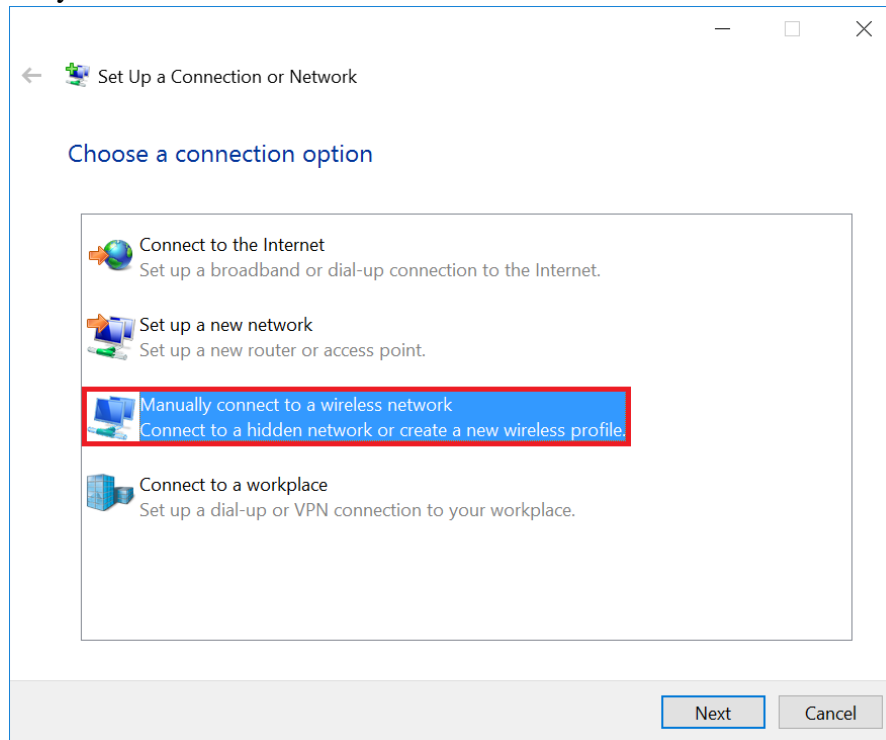 Set Up a Connection or Network
Choose a connection option
Connect to the Internet
Set up a broadband or dial-up connection to the Internet.
Set up a new network
Set up a new router or access point.
Manually connect to a wireless network
Connect to a hidden network or create a new wireless profile.
Connect to a workplace
Set up a dial-up or VPN connection to your workplace.
Next Cancel